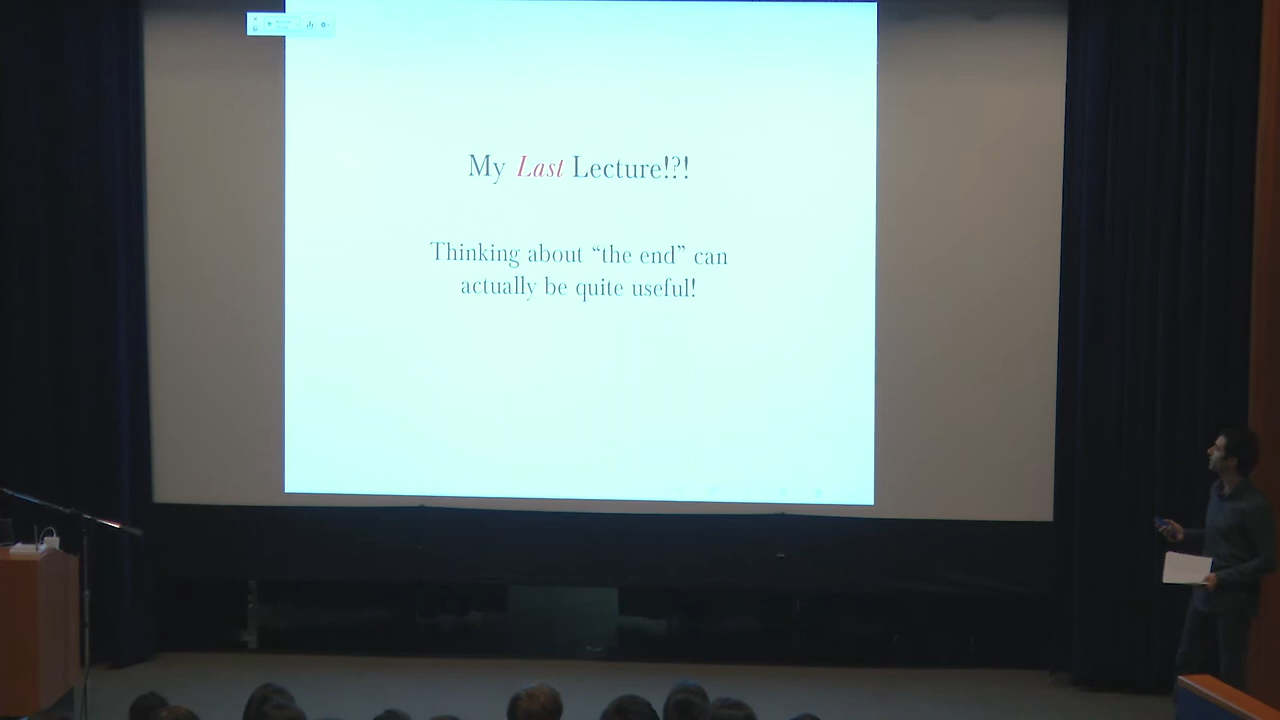 My Last Lecture!?!
Thinking about “the end” can
actually be quite useful!